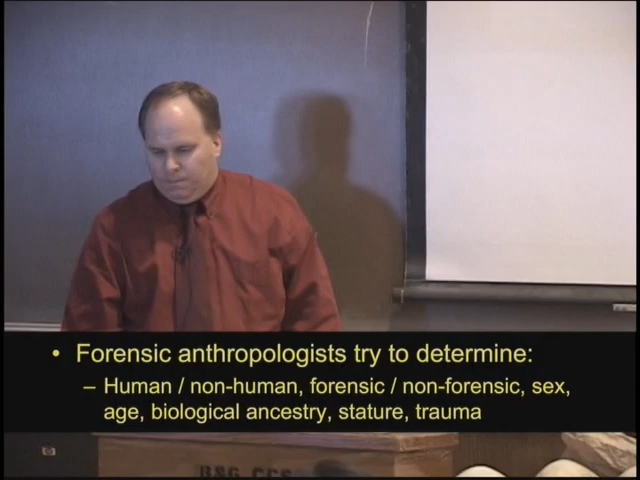 • Forensic anthropologists try to determine:
– Human / non-human, forensic / non-forensic, sex,
age, biological ancestry, stature, trauma